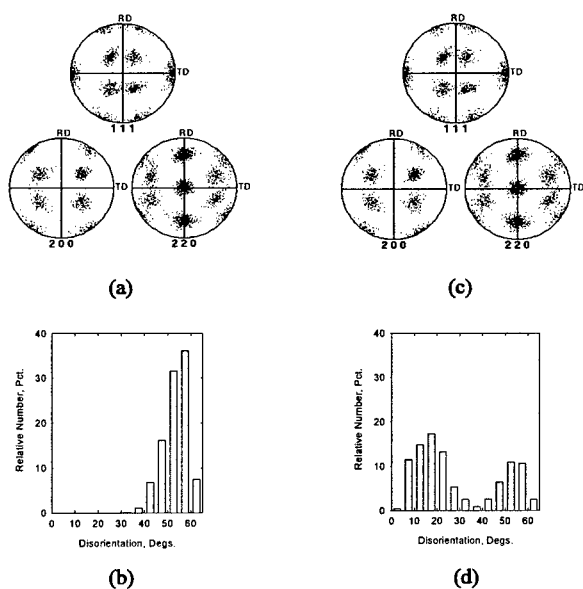 RD
TD
111
RD
TD
200
RD
TD
220
(a)
RD
TD
111
RD
TD
200
RD
TD
220
(c)
40
30
20
10
0
Relative Number, Pct.
0 10 20 30 40 50 60
Disorientation, Degs.
(b)
40
30
20
10
0
Relative Number, Pct.
0 10 20 30 40 50 60
Disorientation, Degs.
(d)